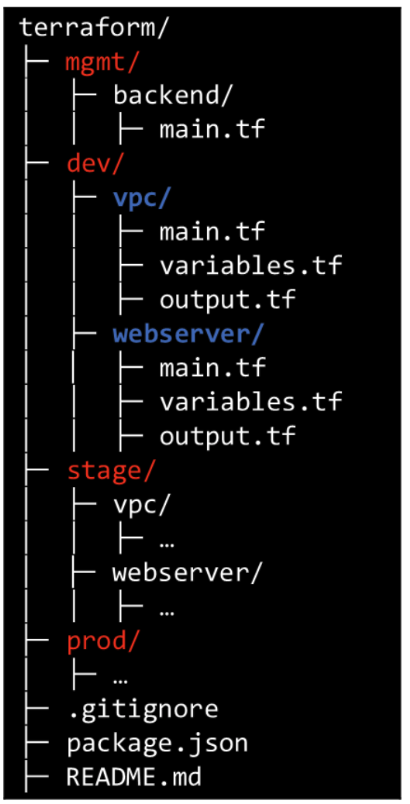 terraform/
├─ mgmt/
│  ├─ backend/
│  │  ├─ main.tf
├─ dev/
│  ├─ vpc/
│  │  ├─ main.tf
│  │  ├─ variables.tf
│  │  ├─ output.tf
│  ├─ webserver/
│  │  ├─ main.tf
│  │  ├─ variables.tf
│  │  ├─ output.tf
├─ stage/
│  ├─ vpc/
│  │  ├─ …
│  ├─ webserver/
│  │  ├─ …
├─ prod/
│  ├─ …
├─ .gitignore
├─ package.json
├─ README.md